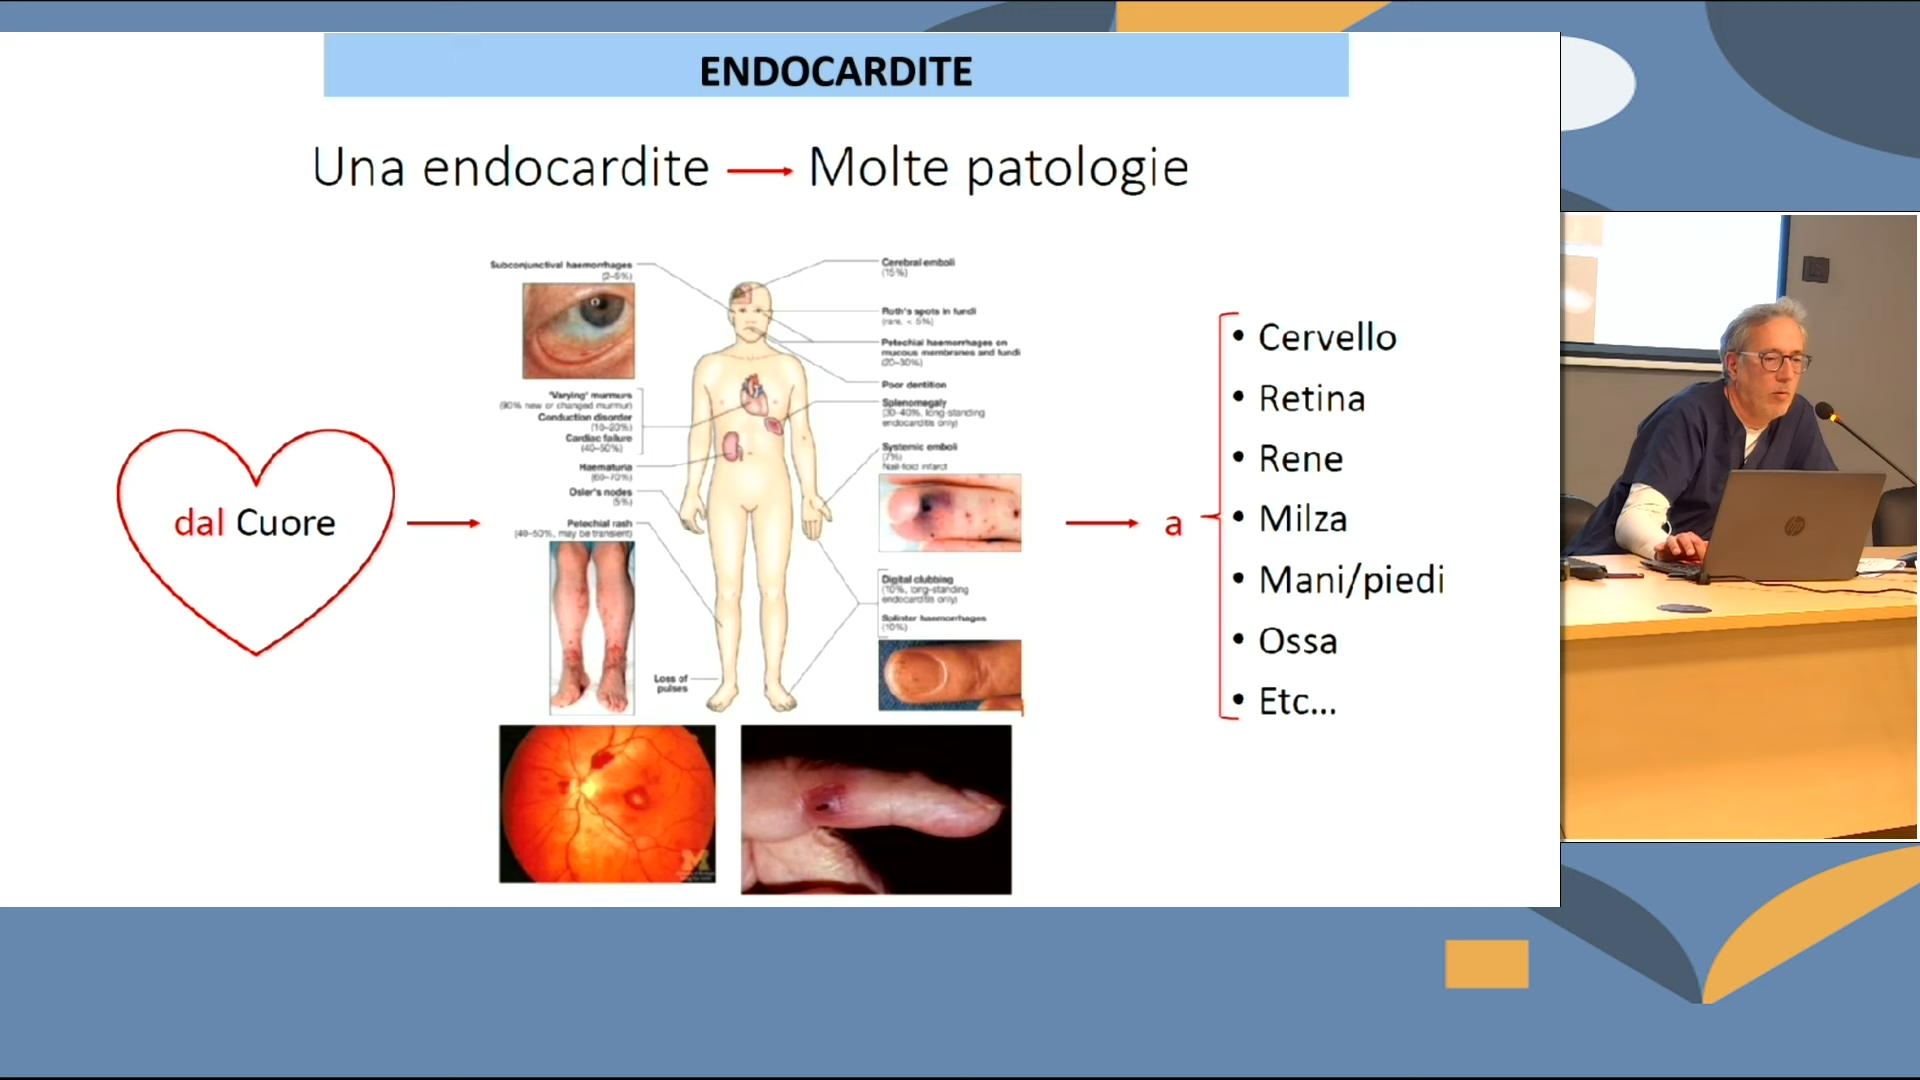 ENDOCARDITE
Una endocardite → Molte patologie
Subconjunctival haemorrhages
(2–5%)
Cerebral emboli
(15%)
Roth's spots in fundi
(rare, < 5%)
Petechial haemorrhages on
mucous membranes and fundi
(20–30%)
Poor dentition
'Varying' murmurs
(90% new or changed murmur)
Conduction disorder
(10–20%)
Cardiac failure
(40–50%)
Splenomegaly
(30–40%, long-standing
endocarditis only)
Haematuria
(60–70%)
Systemic emboli
(7%)
Nail-fold infarct
Osler's nodes
(5%)
Petechial rash
(40–50%, may be transient)
Digital clubbing
(10%, long-standing
endocarditis only)
Splinter haemorrhages
(10%)
Loss of
pulses
dal Cuore
a
• Cervello
• Retina
• Rene
• Milza
• Mani/piedi
• Ossa
• Etc...
M
hp